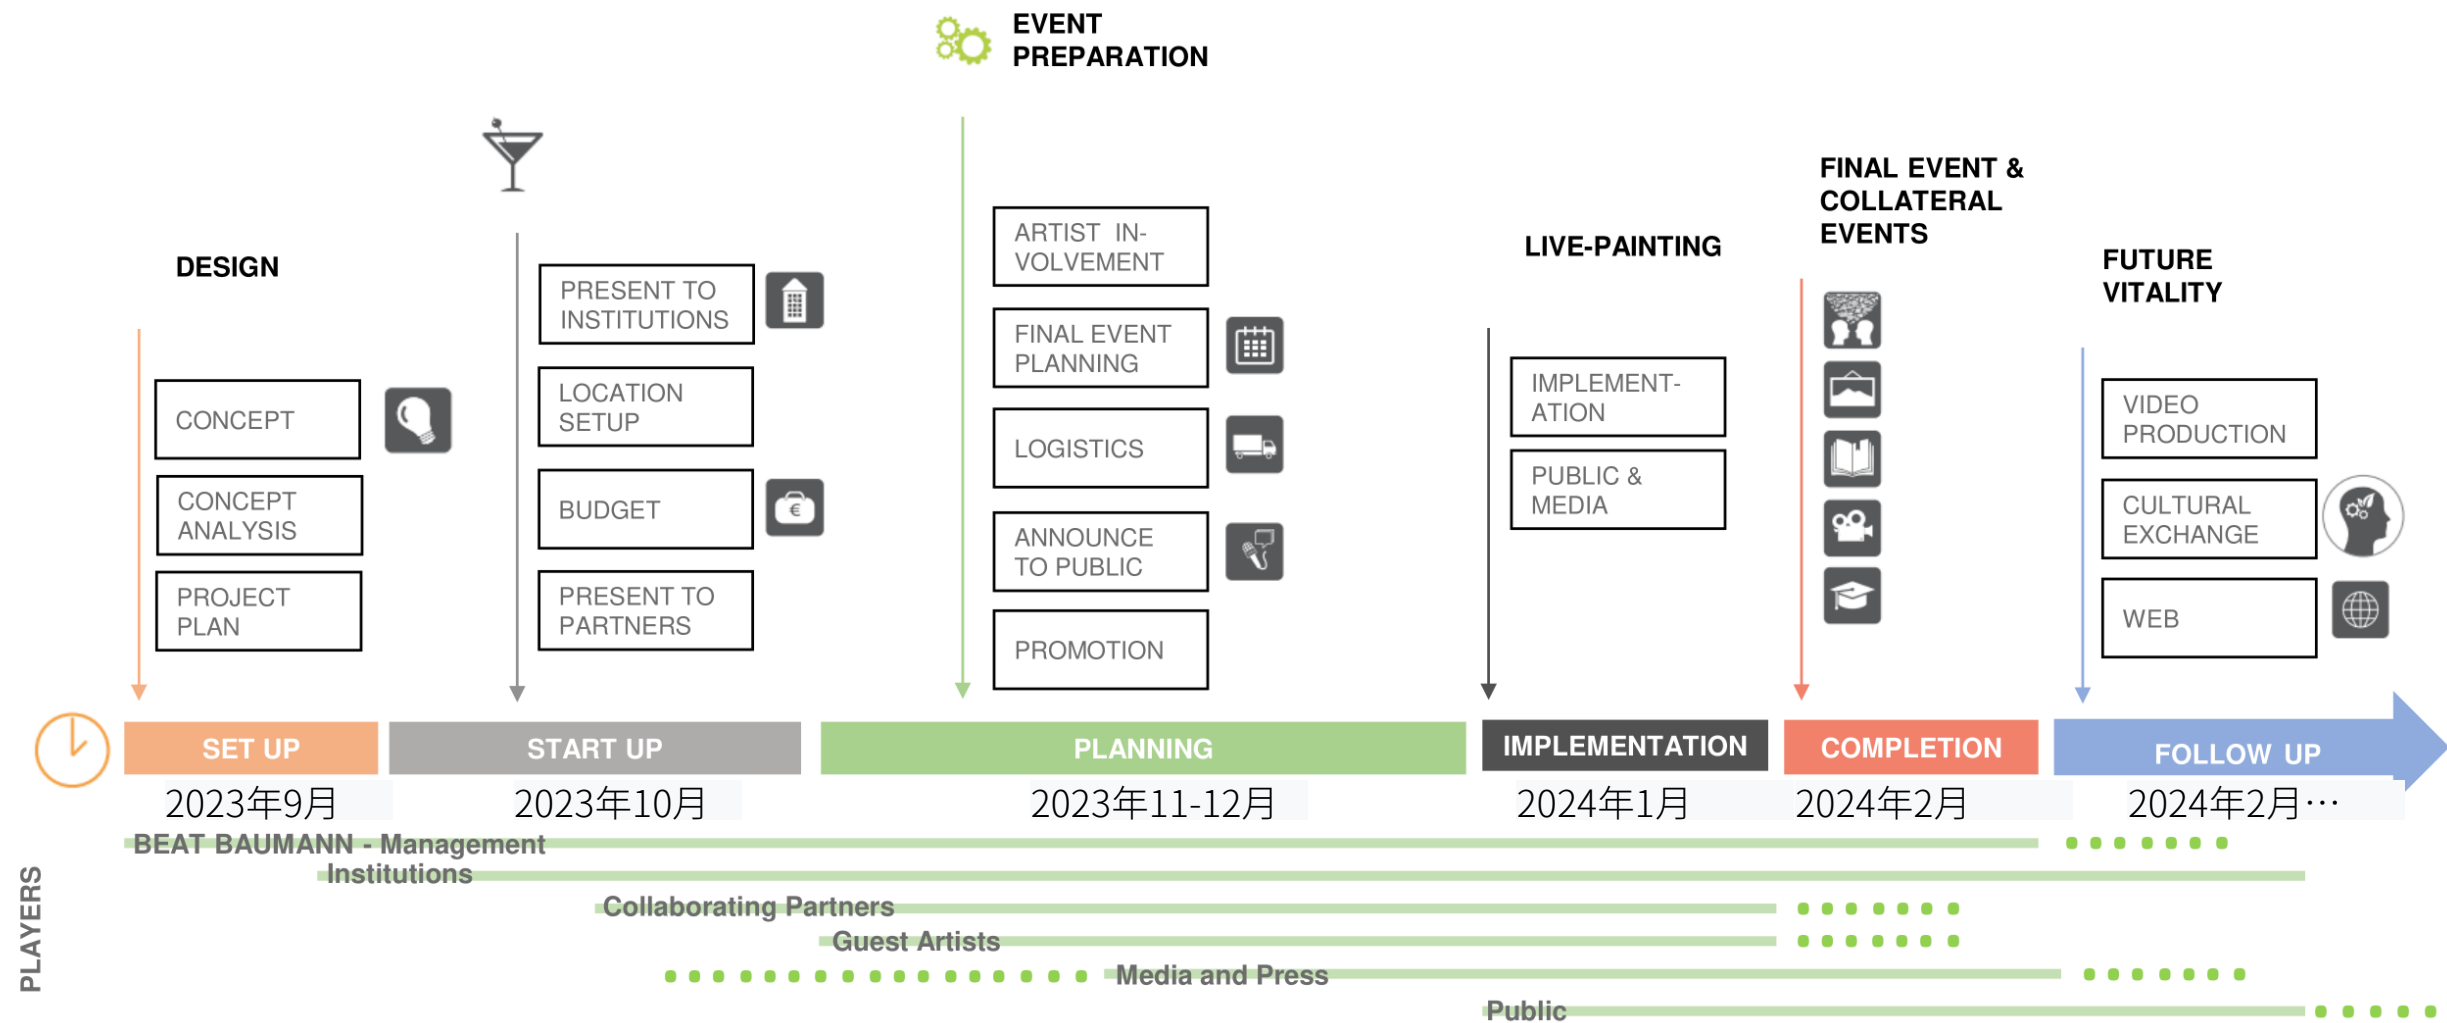 EVENT
PREPARATION
FINAL EVENT &
COLLATERAL
EVENTS
LIVE-PAINTING
DESIGN
FUTURE
VITALITY
CONCEPT
CONCEPT
ANALYSIS
PROJECT
PLAN
PRESENT TO
INSTITUTIONS
LOCATION
SETUP
BUDGET
€
PRESENT TO
PARTNERS
ARTIST IN-
VOLVEMENT
FINAL EVENT
PLANNING
LOGISTICS
ANNOUNCE
TO PUBLIC
PROMOTION
IMPLEMENT-
ATION
PUBLIC &
MEDIA
VIDEO
PRODUCTION
CULTURAL
EXCHANGE
WEB
SET UP
START UP
PLANNING
IMPLEMENTATION
COMPLETION
FOLLOW UP
2023年9月
2023年10月
2023年11-12月
2024年1月
2024年2月
2024年2月…
PLAYERS
BEAT BAUMANN - Management
Institutions
Collaborating Partners
Guest Artists
Media and Press
Public